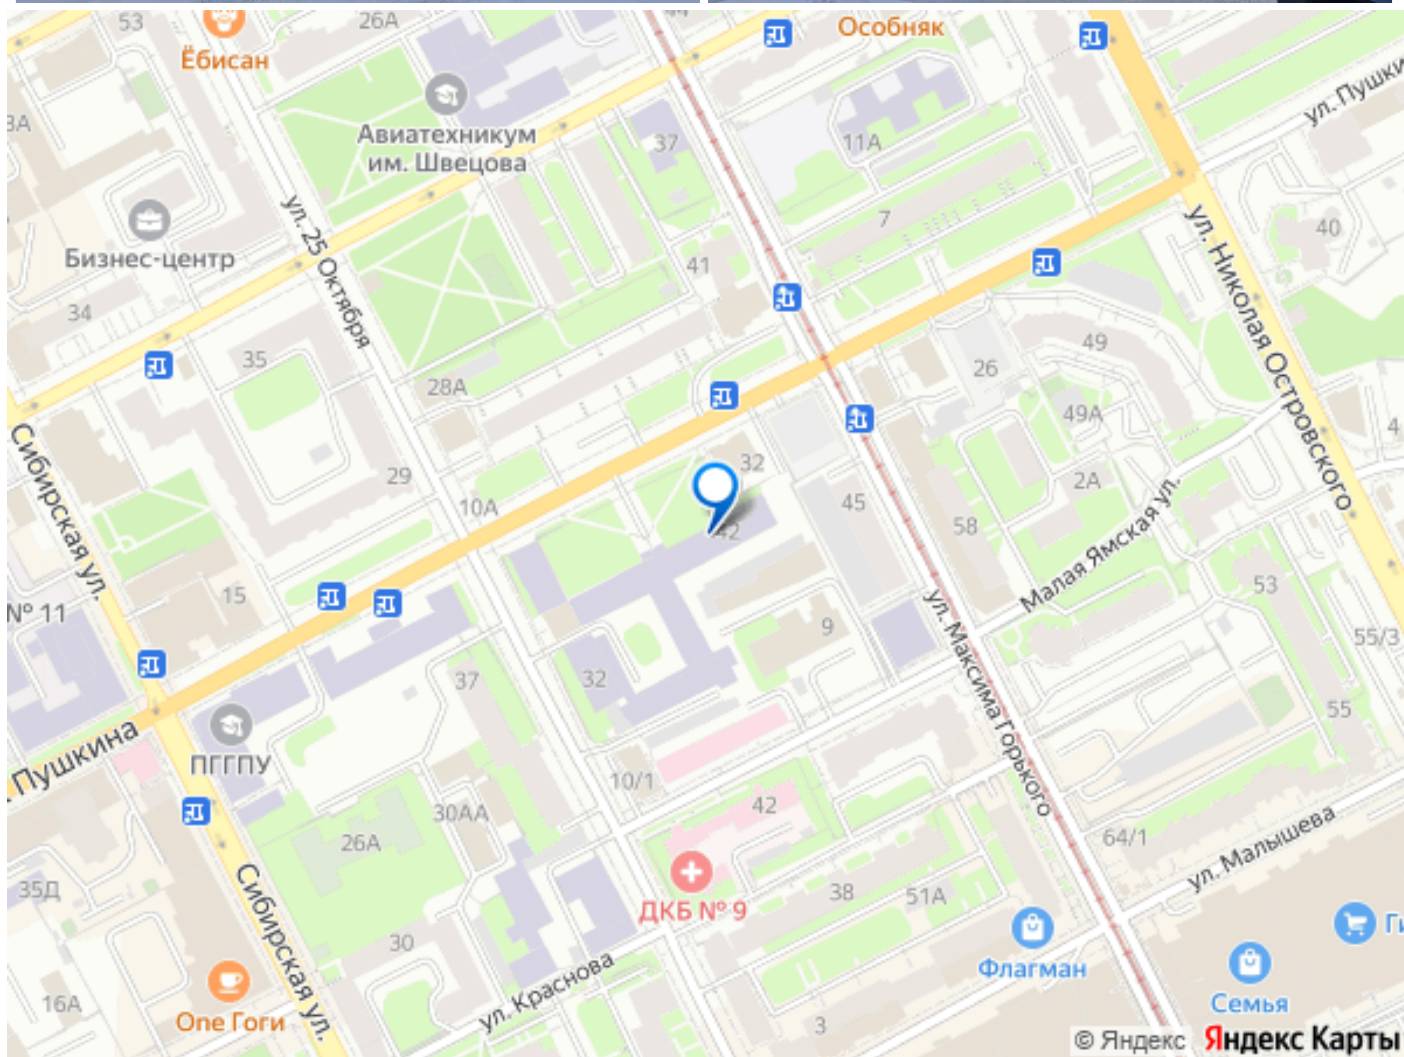 53
26А
Особняк
Ёбисан
ул. Пушки
Авиатехникум
им. Швецова
37
11А
ул. 25 Октября
7
40
Бизнес-центр
41
ул. Николая Островского
34
35
49
26
28А
49А
4
Сибирская ул.
32
29
2А
10А
45
42
58
Малая Ямская ул.
15
53
№ 11
ул. Максима Горького
9
55/3
37
32
55
Пушкина
ПГГПУ
10/1
42
30АА
64/1
26А
ул. Малышева
35Д
38
51А
ДКБ № 9
Сибирская ул.
30
Флагман
ул. Краснова
16А
One Гоги
Семья
3
© Яндекс Яндекс Карты